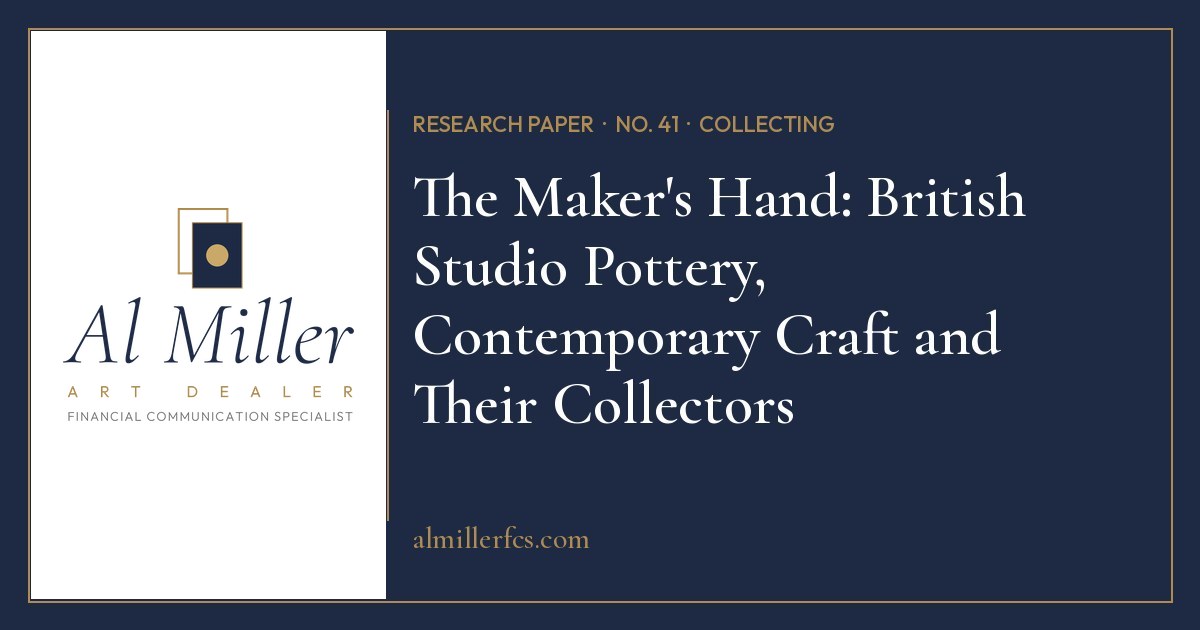 Al Miller
ART DEALER
FINANCIAL COMMUNICATION SPECIALIST
RESEARCH PAPER · NO. 41 · COLLECTING
The Maker's Hand: British
Studio Pottery,
Contemporary Craft and
Their Collectors
almillerfcs.com